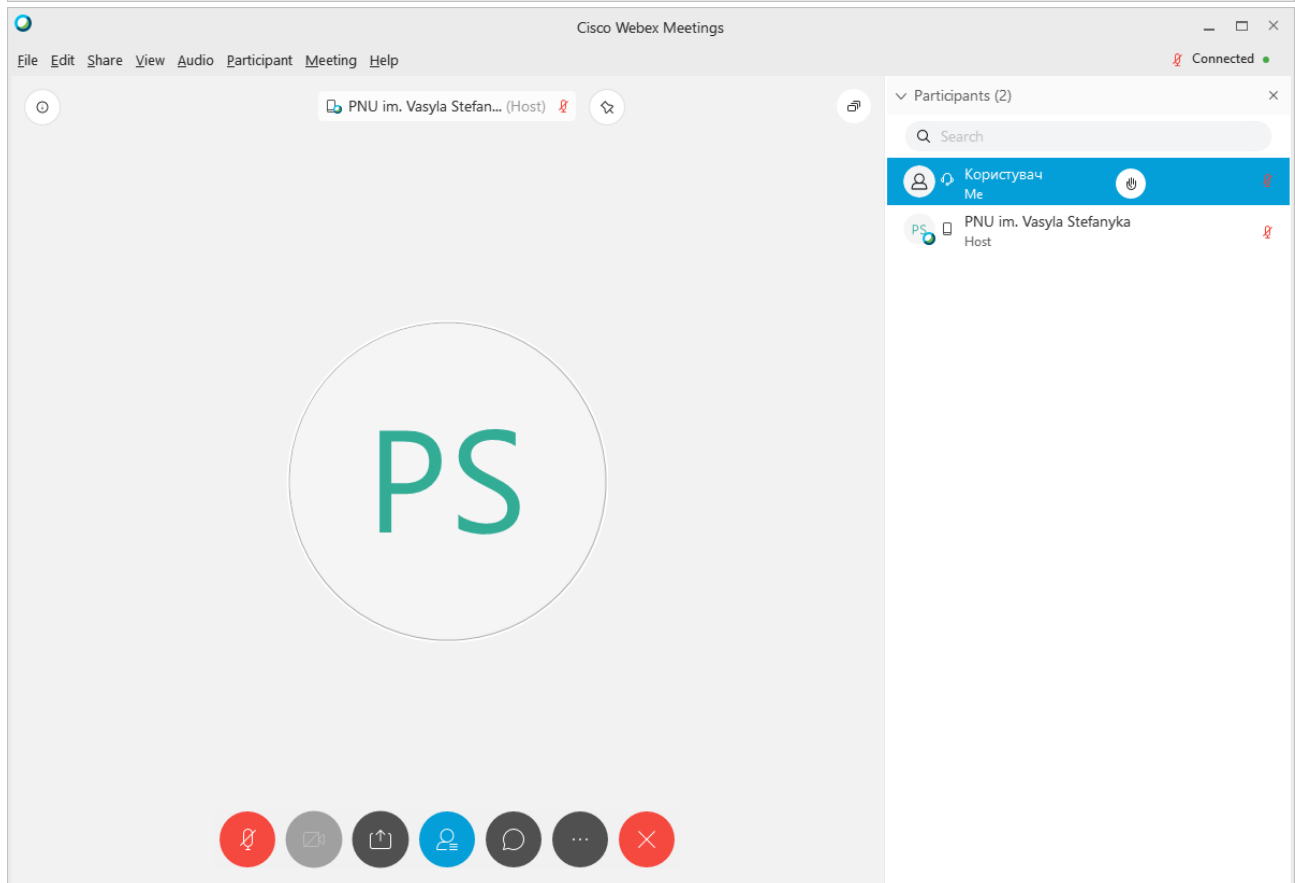 Cisco Webex Meetings
File Edit Share View Audio Participant Meeting Help
Connected
PNU im. Vasyla Stefan... (Host)
Participants (2)
Search
Користувач
Me
PS
PNU im. Vasyla Stefanyka
Host
PS